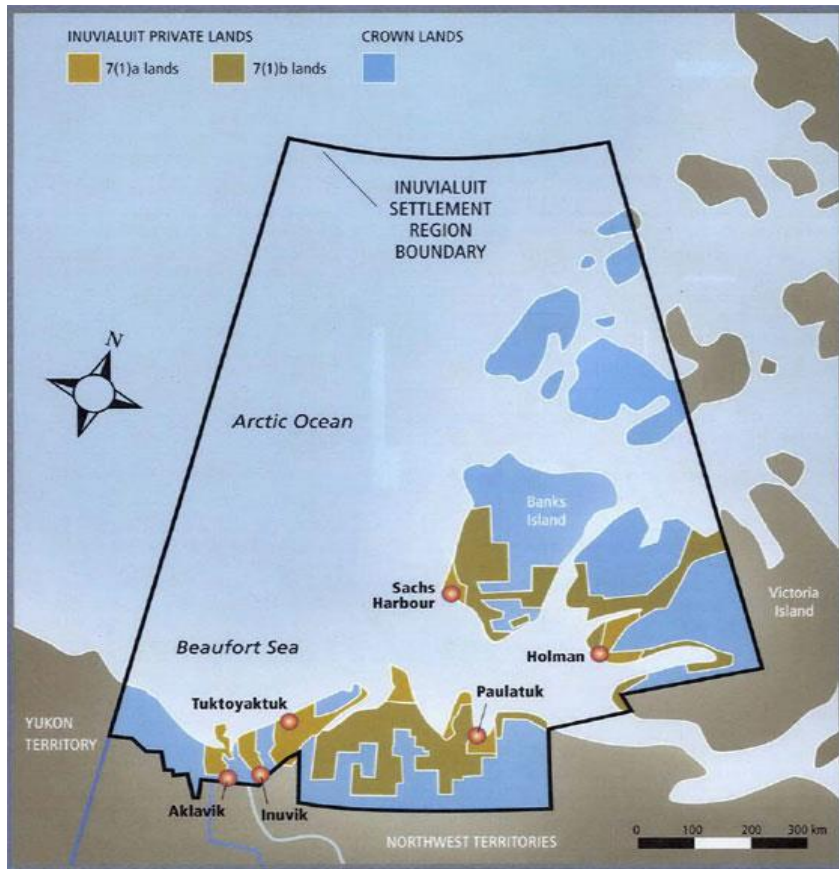 INUVIALUIT PRIVATE LANDS
CROWN LANDS
7(1)a lands
7(1)b lands
INUVIALUIT
SETTLEMENT
REGION
BOUNDARY
N
Arctic Ocean
Banks
Island
Sachs
Harbour
Victoria
Island
Beaufort Sea
Holman
Tuktoyaktuk
Paulatuk
YUKON
TERRITORY
Aklavik
Inuvik
NORTHWEST TERRITORIES
0 100 200 300 km